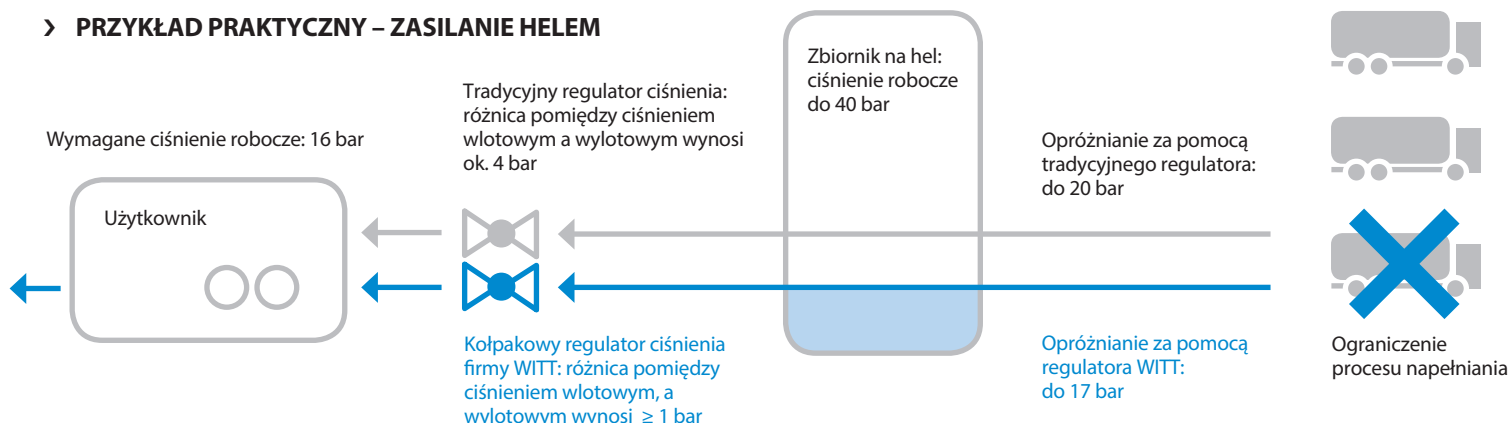 › PRZYKŁAD PRAKTYCZNY – ZASILANIE HELEM
Wymagane ciśnienie robocze: 16 bar
Użytkownik
Tradycyjny regulator ciśnienia:
różnica pomiędzy ciśnieniem
wlotowym a wylotowym wynosi
ok. 4 bar
Kołpakowy regulator ciśnienia
firmy WITT: różnica pomiędzy
ciśnieniem wlotowym, a
wylotowym wynosi ≥ 1 bar
Zbiornik na hel:
ciśnienie robocze
do 40 bar
Opróżnianie za pomocą
tradycyjnego regulatora:
do 20 bar
Opróżnianie za pomocą
regulatora WITT:
do 17 bar
Ograniczenie
procesu napełniania